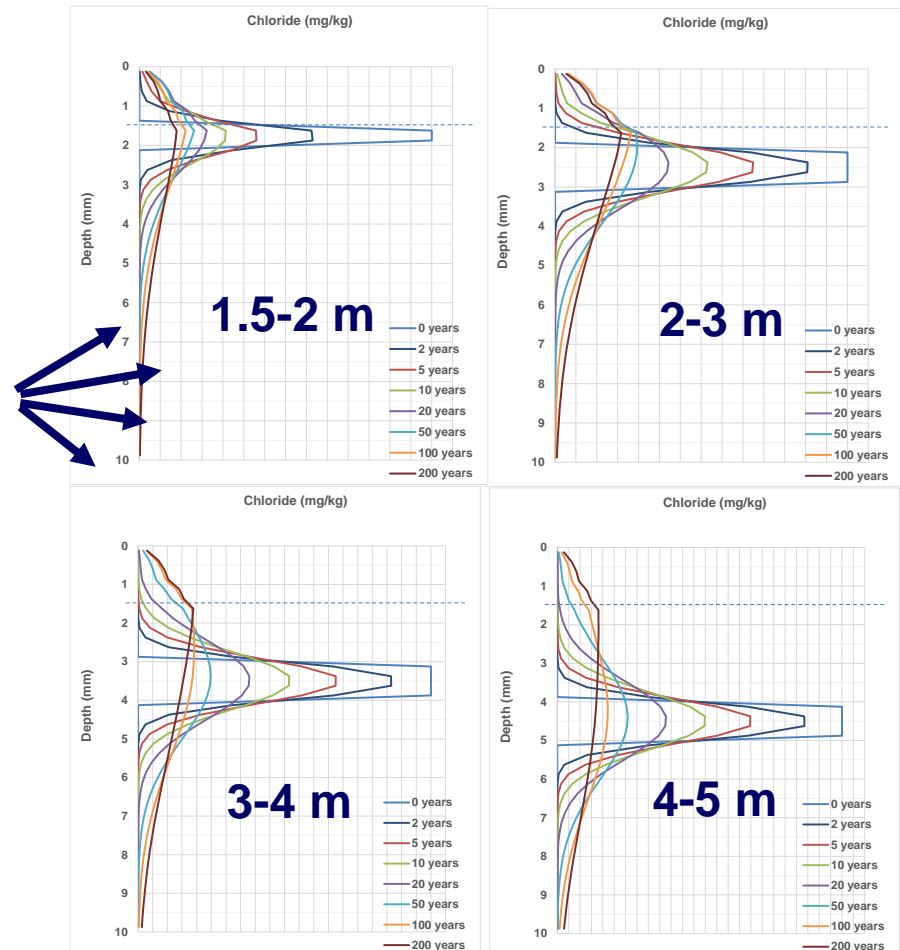 Chloride (mg/kg)
0
1
2
3
4
5
6
7
8
9
10
Depth (mm)
1.5-2 m
0 years
2 years
5 years
10 years
20 years
50 years
100 years
200 years
Chloride (mg/kg)
0
1
2
3
4
5
6
7
8
9
10
Depth (mm)
2-3 m
0 years
2 years
5 years
10 years
20 years
50 years
100 years
200 years
Chloride (mg/kg)
0
1
2
3
4
5
6
7
8
9
10
Depth (mm)
3-4 m
0 years
2 years
5 years
10 years
20 years
50 years
100 years
200 years
Chloride (mg/kg)
0
1
2
3
4
5
6
7
8
9
10
Depth (mm)
4-5 m
0 years
2 years
5 years
10 years
20 years
50 years
100 years
200 years